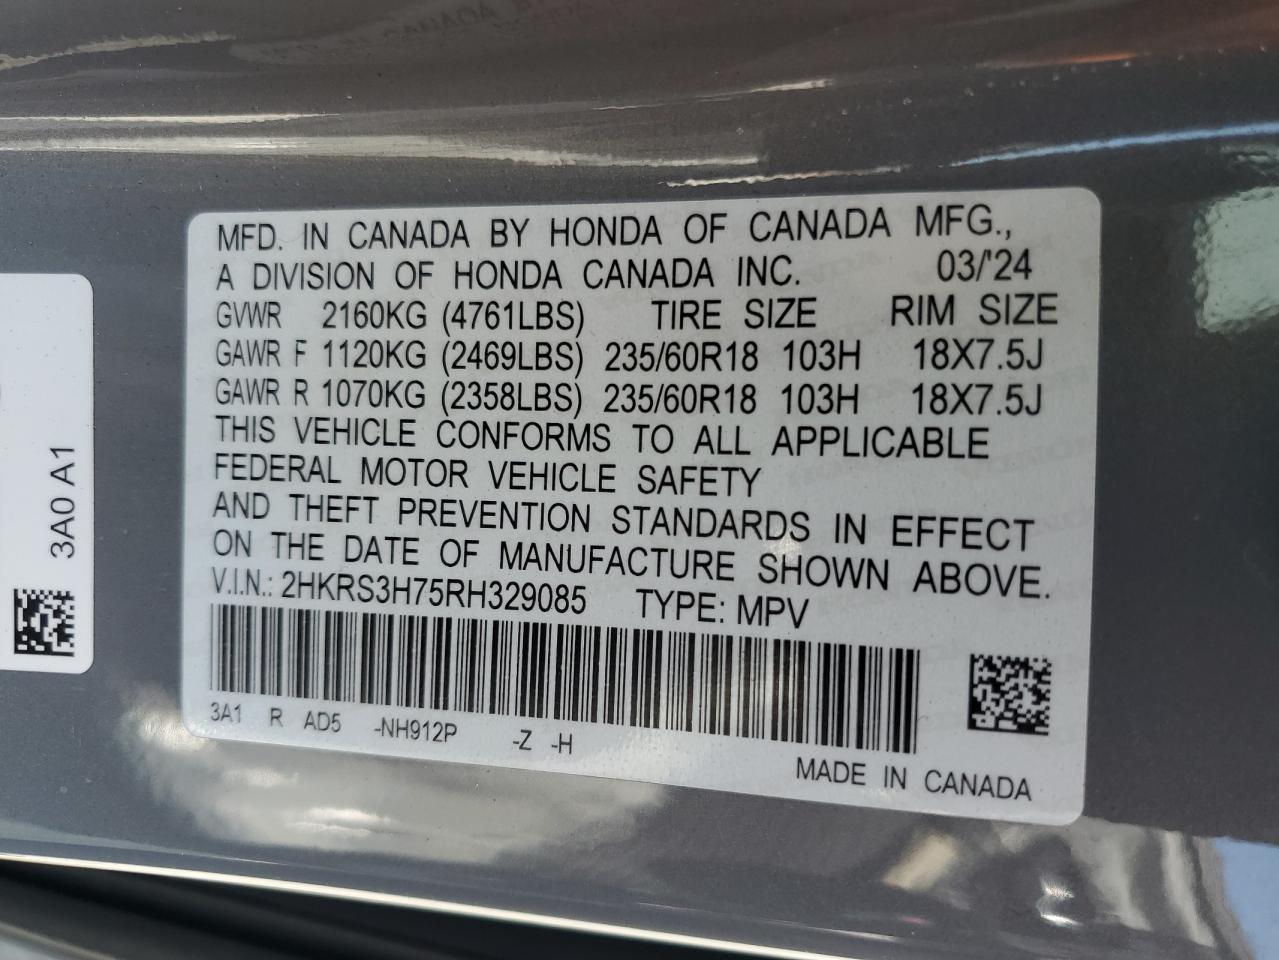 MFD. IN CANADA BY HONDA OF CANADA MFG.,
A DIVISION OF HONDA CANADA INC. 03/'24
GVWR 2160KG (4761LBS) TIRE SIZE RIM SIZE
GAWR F 1120KG (2469LBS) 235/60R18 103H 18X7.5J
GAWR R 1070KG (2358LBS) 235/60R18 103H 18X7.5J
THIS VEHICLE CONFORMS TO ALL APPLICABLE
FEDERAL MOTOR VEHICLE SAFETY
AND THEFT PREVENTION STANDARDS IN EFFECT
ON THE DATE OF MANUFACTURE SHOWN ABOVE.
V.I.N.: 2HKRS3H75RH329085 TYPE: MPV
3A1 R AD5 -NH912P -Z -H
MADE IN CANADA
3A0 A1